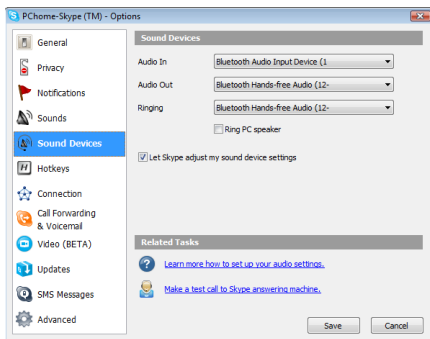 PChome-Skype (TM) - Options
General
Privacy
Notifications
Sounds
Sound Devices
Hotkeys
Connection
Call Forwarding
& Voicemail
Video (BETA)
Updates
SMS Messages
Advanced
Sound Devices
Audio In
Bluetooth Audio Input Device (1
Audio Out
Bluetooth Hands-free Audio (12-
Ringing
Bluetooth Hands-free Audio (12-
Ring PC speaker
Let Skype adjust my sound device settings
Related Tasks
Learn more how to set up your audio settings.
Make a test call to Skype answering machine.
Save Cancel